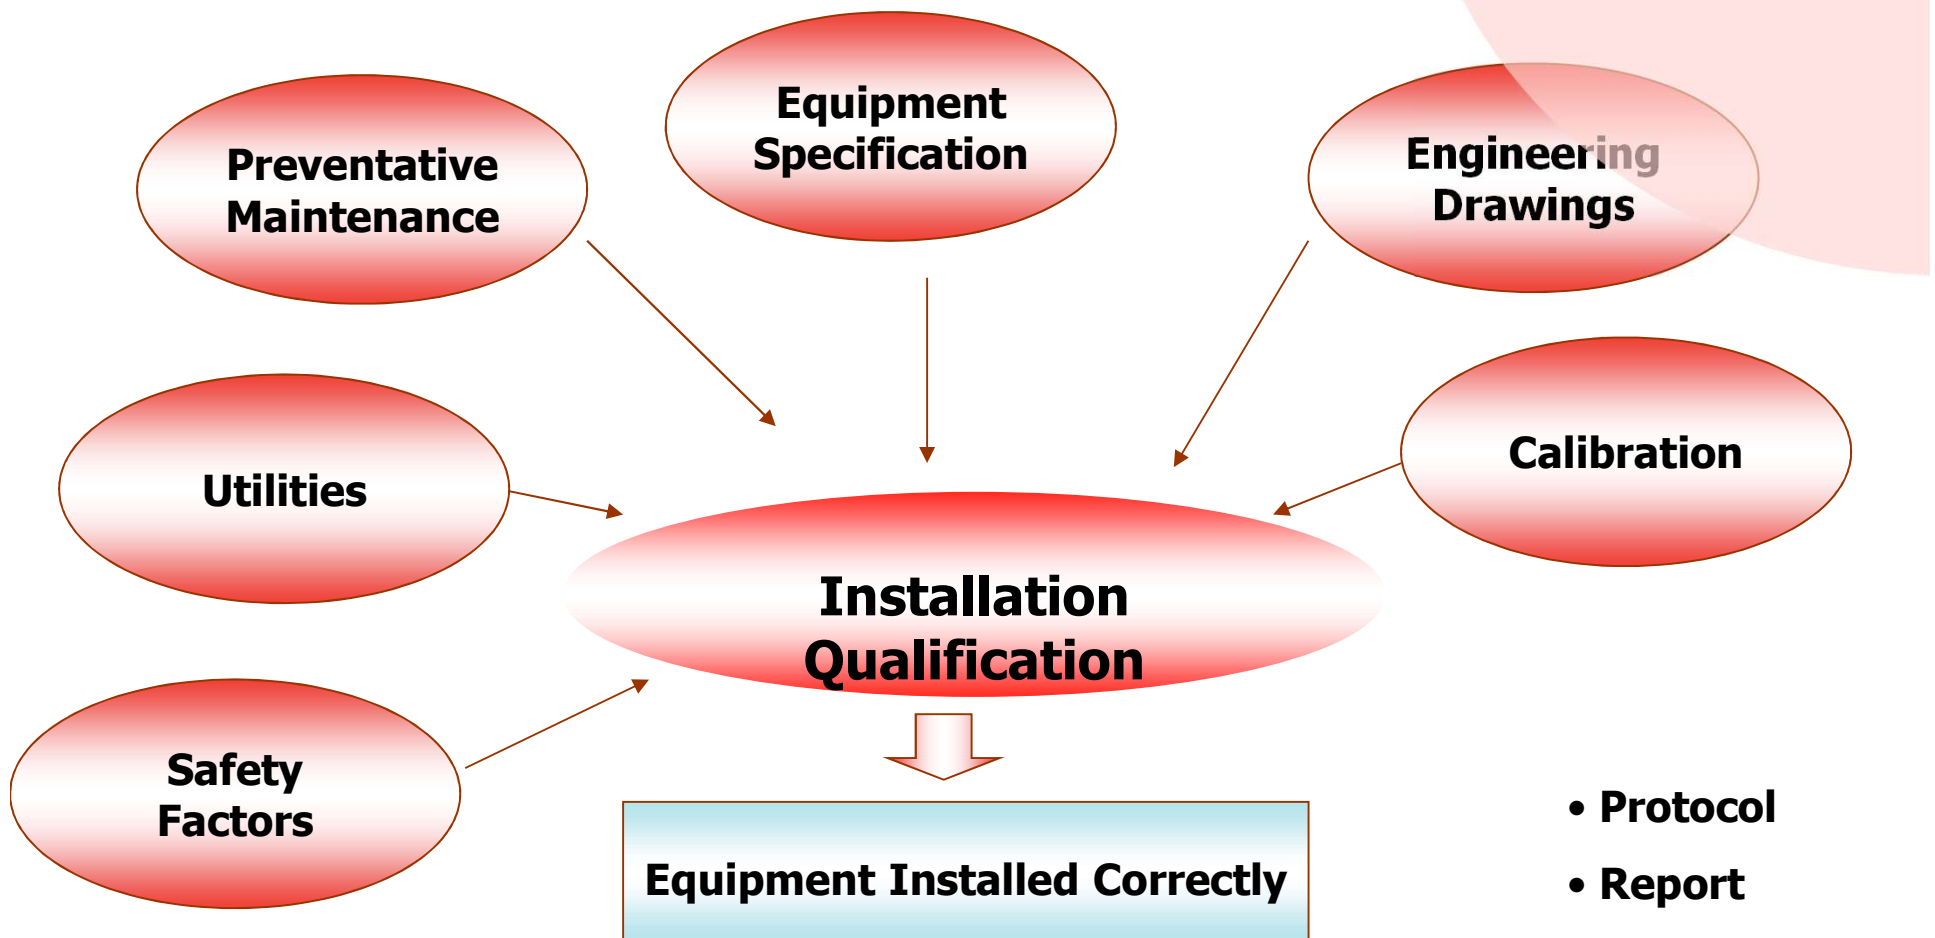 Equipment
Specification
Preventative
Maintenance
Engineering
Drawings
Utilities
Calibration
Installation
Qualification
Safety
Factors
Equipment Installed Correctly
• Protocol
• Report